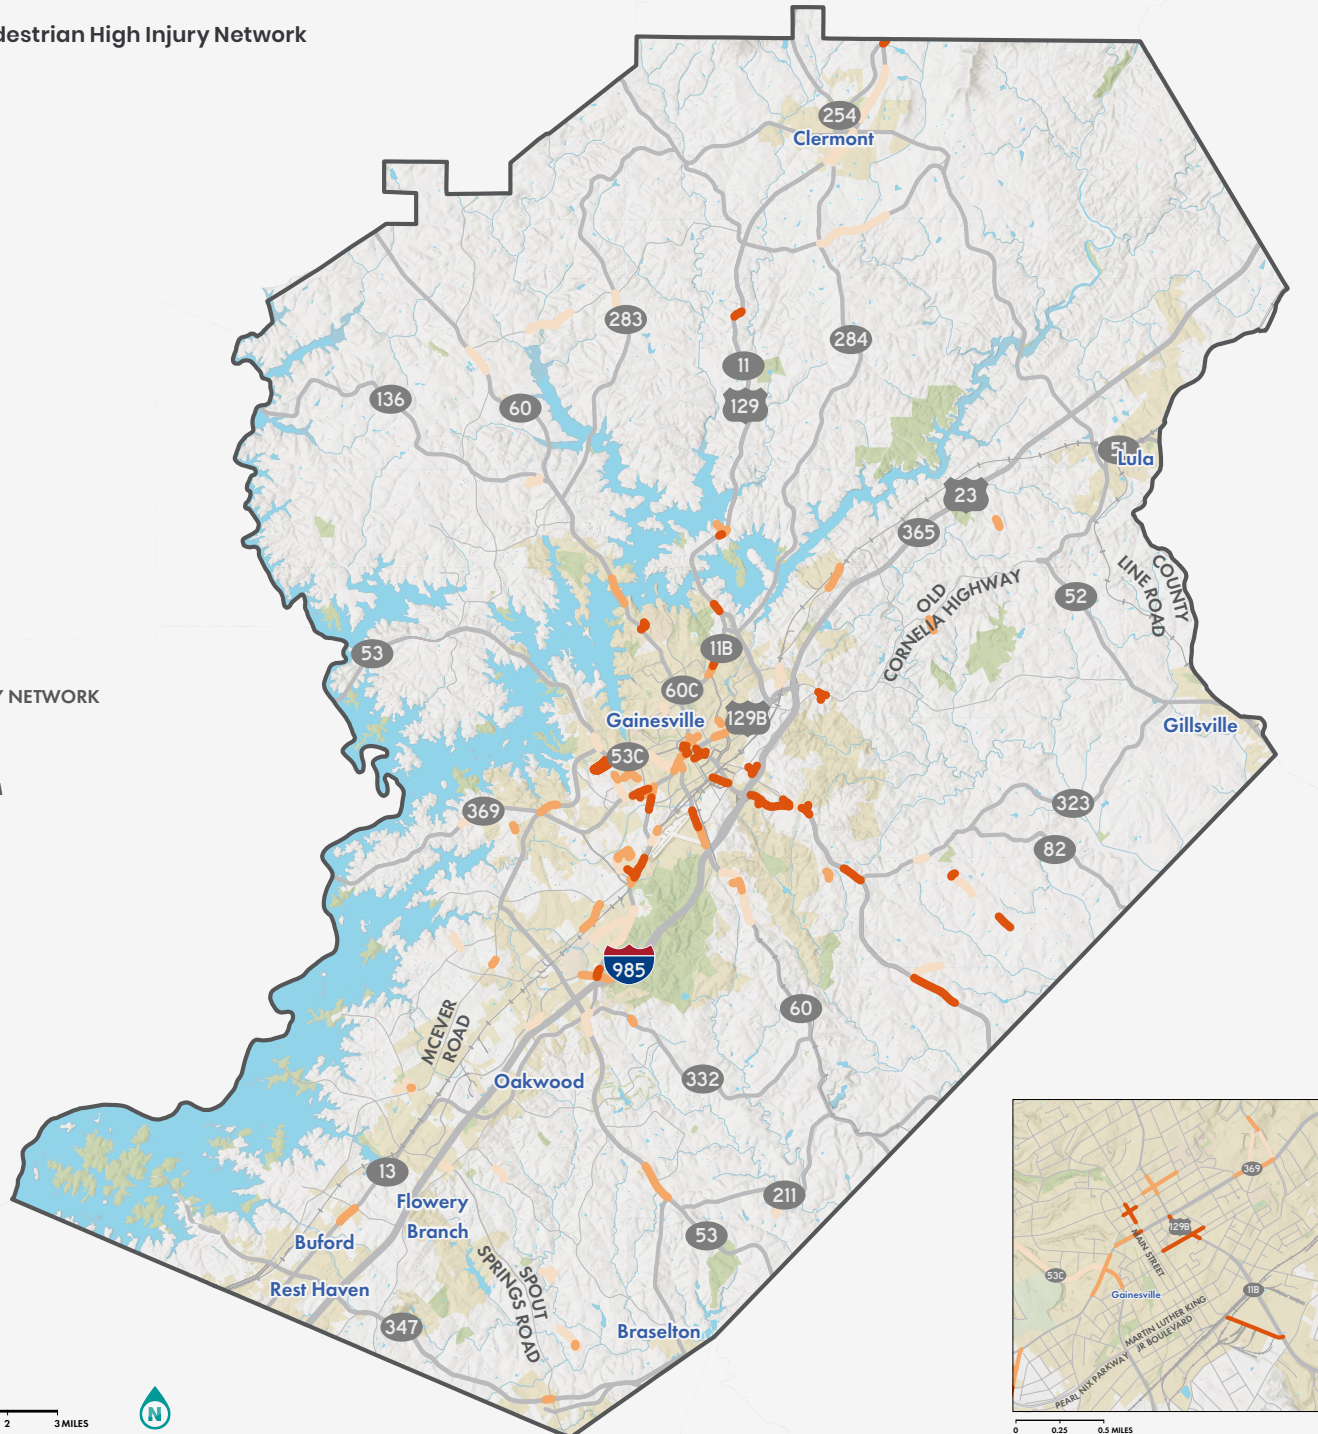 destrian High Injury Network
254
Clermont
283
284
11
129
136
60
51
Lula
23
365
OLD
CORNELIA HIGHWAY
COUNTY
LINE ROAD
52
53
11B
60C
Y NETWORK
Gainesville
129B
Gillsville
53C
369
323
82
985
60
MCEVER
ROAD
Oakwood
332
13
Flowery
Branch
211
Buford
53
SPOUT
SPRINGS ROAD
Rest Haven
347
Braselton
2
3 MILES
N
369
129B
MAIN STREET
53C
Gainesville
11B
MARTIN LUTHER KING
JR BOULEVARD
PEARL NIX PARKWAY
0
0.25
0.5 MILES